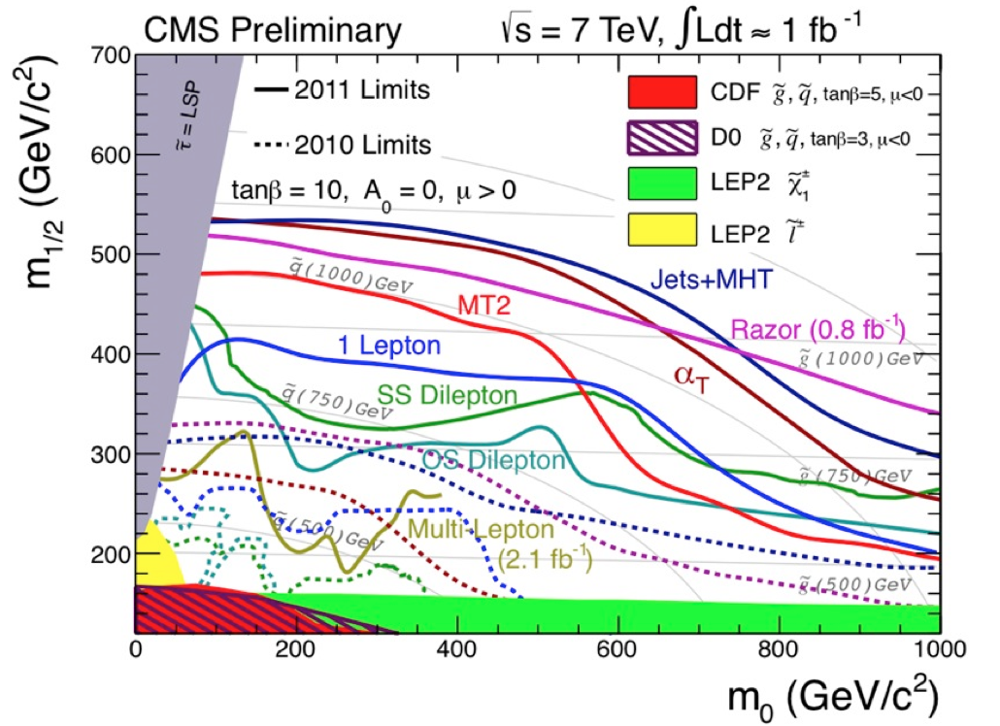 CMS Preliminary
√s = 7 TeV, ∫Ldt ≈ 1 fb⁻¹
m₁/₂ (GeV/c²)
700
600
500
400
300
200
τ̃ = LSP
2011 Limits
2010 Limits
tanβ = 10, A₀ = 0, μ > 0
CDF g̃, q̃, tanβ=5, μ<0
D0 g̃, q̃, tanβ=3, μ<0
LEP2 χ̃₁±
LEP2 l̃±
q̃(1000)GeV
Jets+MHT
MT2
Razor (0.8 fb⁻¹)
1 Lepton
g̃(1000)GeV
αT
q̃(750)GeV
SS Dilepton
OS Dilepton
g̃(750)GeV
q̃(500)GeV
Multi-Lepton
(2.1 fb⁻¹)
g̃(500)GeV
0 200 400 600 800 1000
m₀ (GeV/c²)